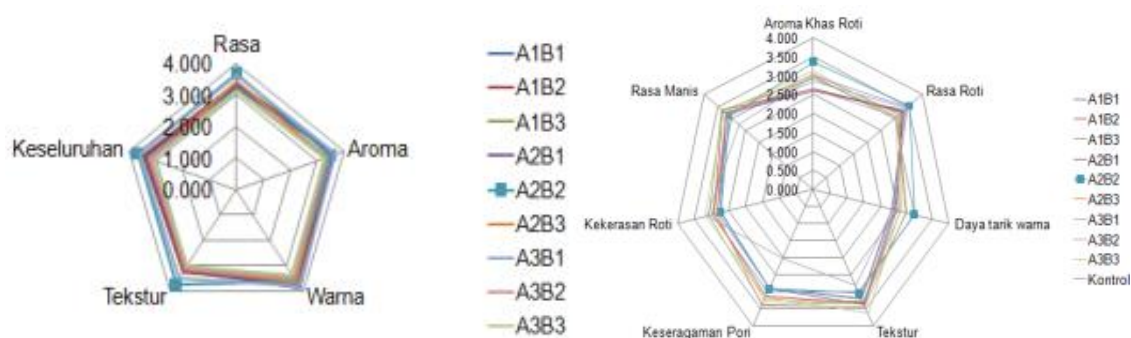 Rasa
4.000
3.000
2.000
1.000
0.000
Aroma
Warna
Tekstur
Keseluruhan
A1B1
A1B2
A1B3
A2B1
A2B2
A2B3
A3B1
A3B2
A3B3
Aroma Khas Roti
4.000
3.500
3.000
2.500
2.000
1.500
1.000
0.500
0.000
Rasa Roti
Daya tarik warna
Tekstur
Keseragaman Pori
Kekerasan Roti
Rasa Manis
A1B1
A1B2
A1B3
A2B1
A2B2
A2B3
A3B1
A3B2
A3B3
Kontrol